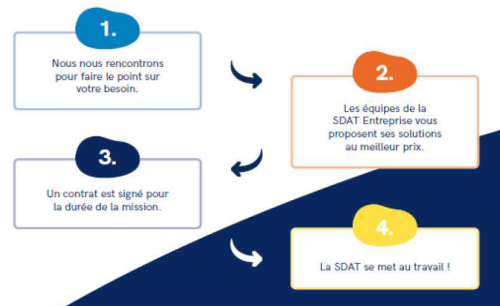 1.
Nous nous rencontrons
pour faire le point sur
votre besoin.
2.
Les équipes de la
SDAT Entreprise vous
proposent ses solutions
au meilleur prix.
3.
Un contrat est signé pour
la durée de la mission.
4.
La SDAT se met au travail !